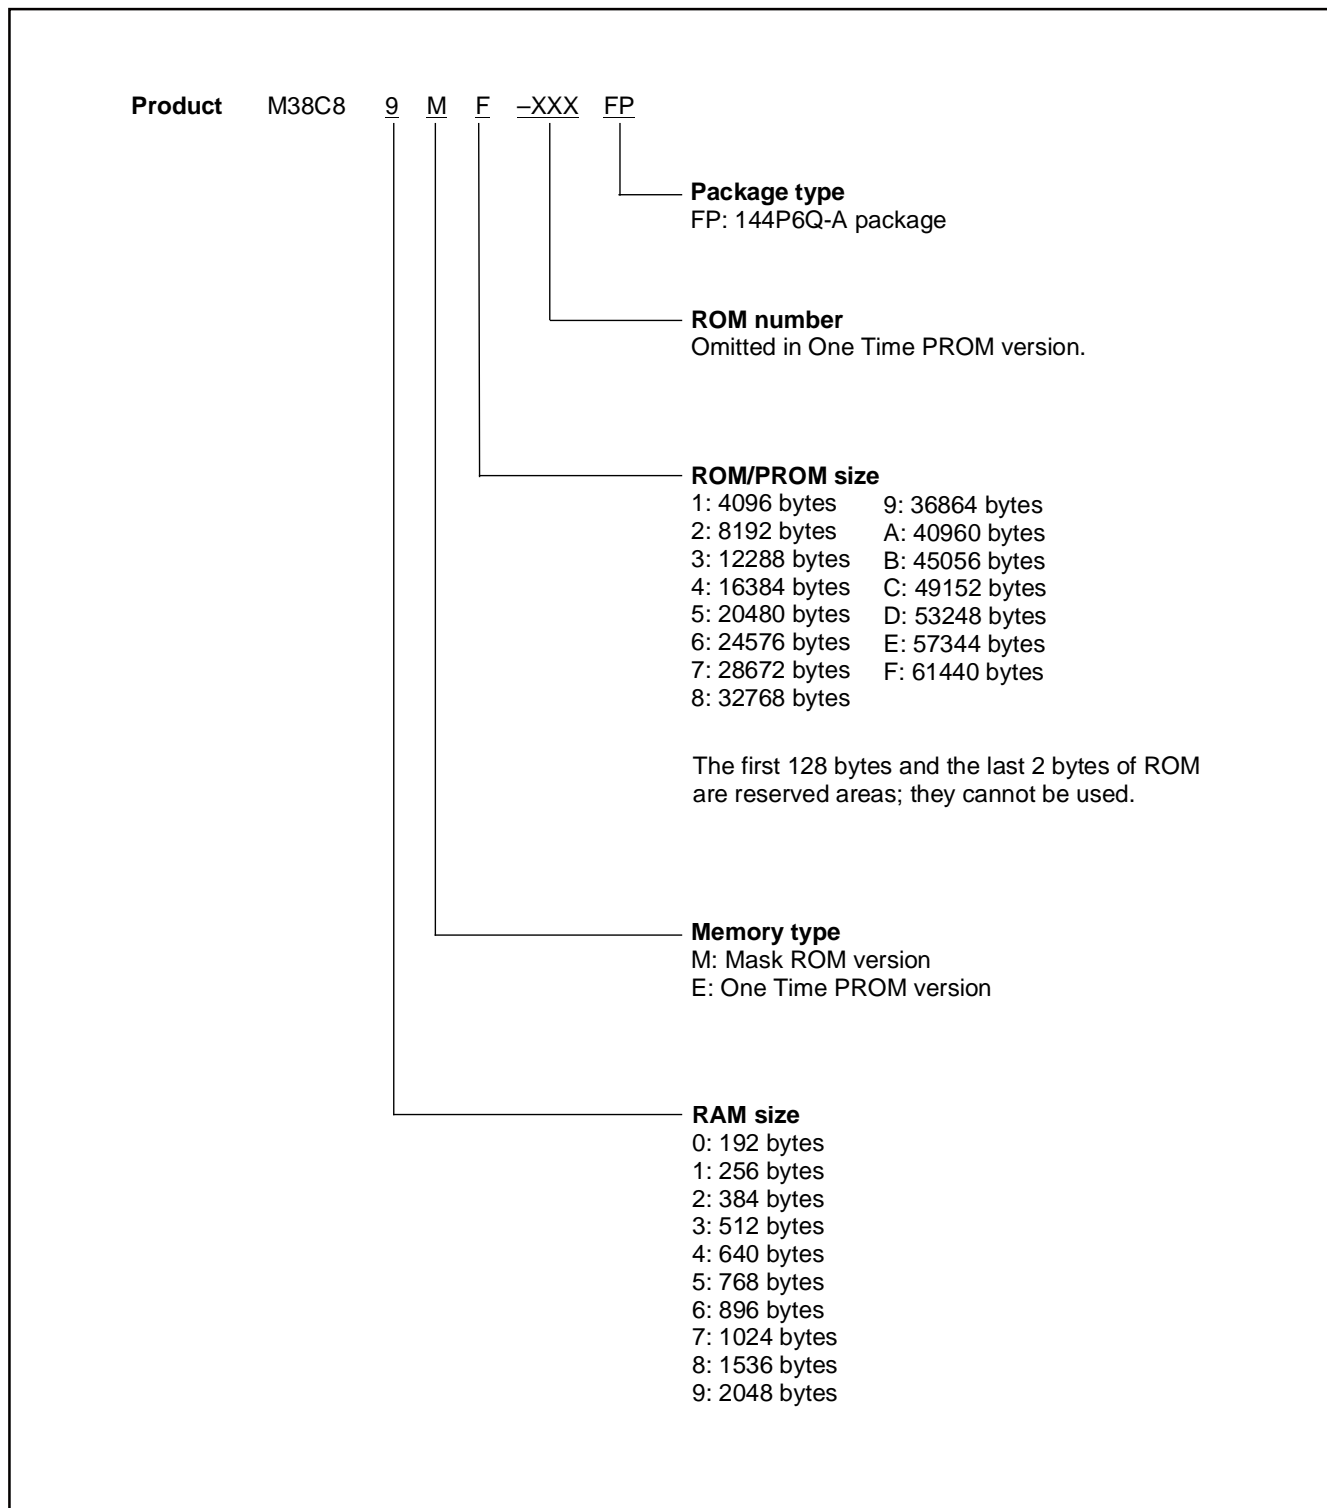 Product M38C8 9 M F –XXX FP
Package type
FP: 144P6Q-A package
ROM number
Omitted in One Time PROM version.
ROM/PROM size
1: 4096 bytes
2: 8192 bytes
3: 12288 bytes
4: 16384 bytes
5: 20480 bytes
6: 24576 bytes
7: 28672 bytes
8: 32768 bytes
9: 36864 bytes
A: 40960 bytes
B: 45056 bytes
C: 49152 bytes
D: 53248 bytes
E: 57344 bytes
F: 61440 bytes
The first 128 bytes and the last 2 bytes of ROM
are reserved areas; they cannot be used.
Memory type
M: Mask ROM version
E: One Time PROM version
RAM size
0: 192 bytes
1: 256 bytes
2: 384 bytes
3: 512 bytes
4: 640 bytes
5: 768 bytes
6: 896 bytes
7: 1024 bytes
8: 1536 bytes
9: 2048 bytes